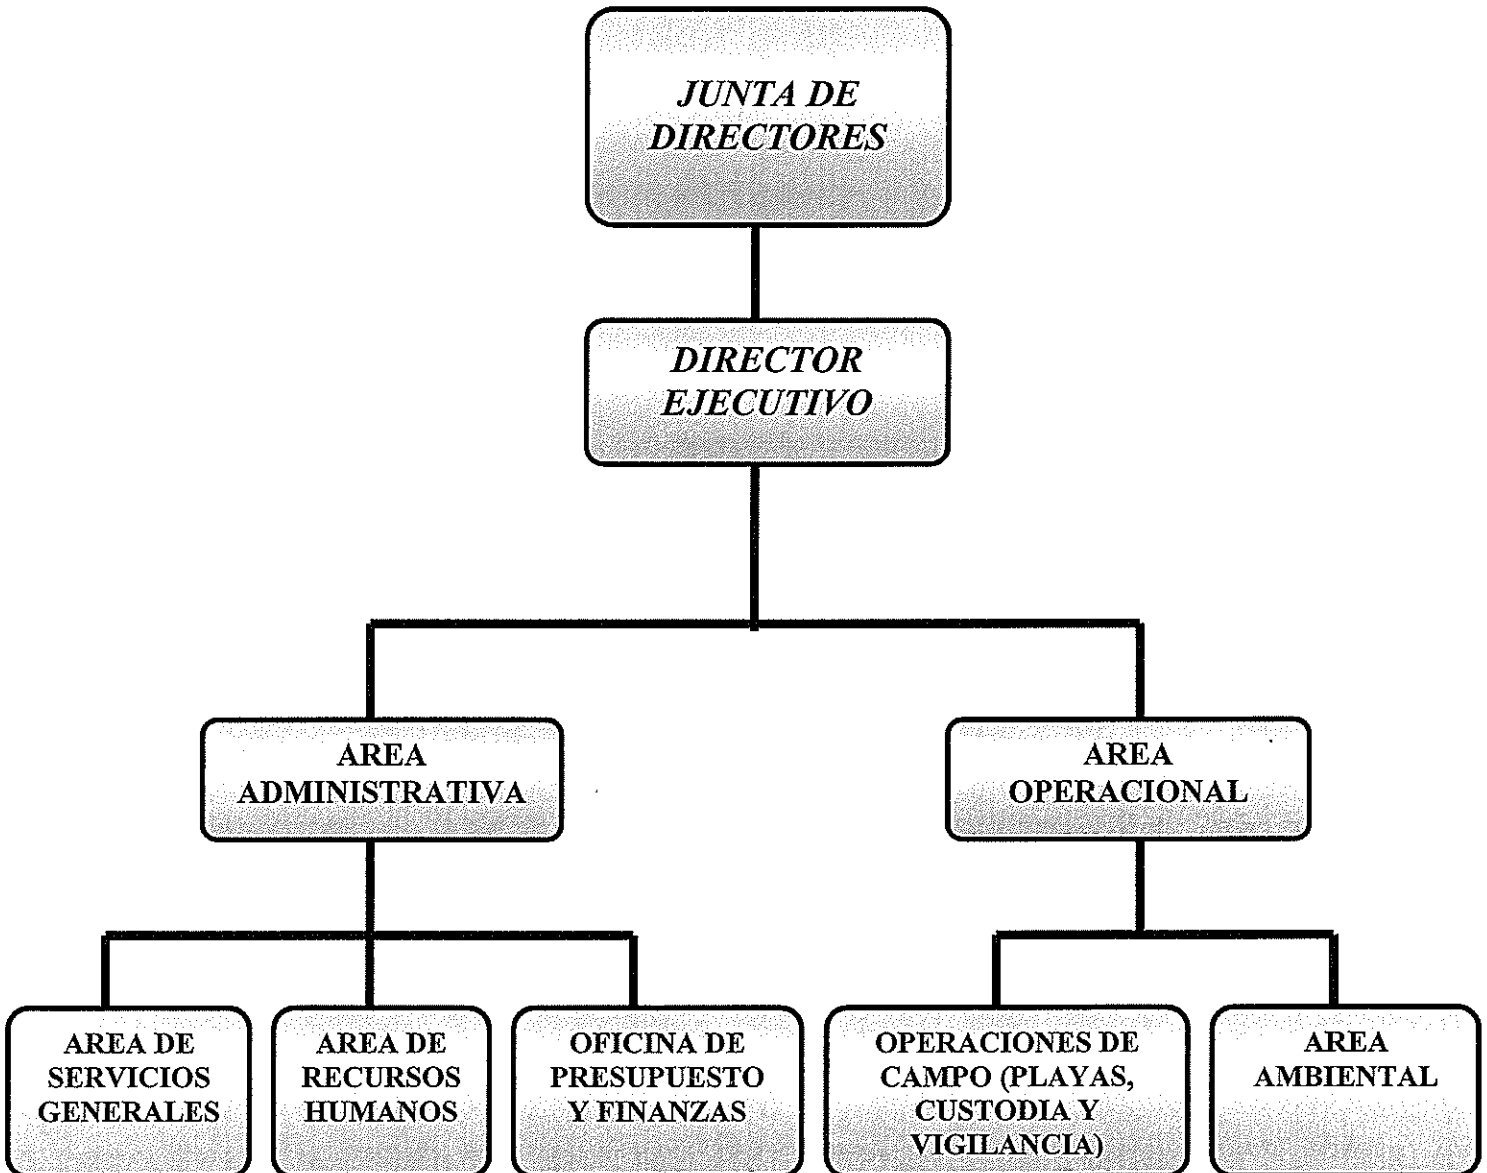 JUNTA DE
DIRECTORES
DIRECTOR
EJECUTIVO
AREA
ADMINISTRATIVA
AREA
OPERACIONAL
AREA DE
SERVICIOS
GENERALES
AREA DE
RECURSOS
HUMANOS
OFICINA DE
PRESUPUESTO
Y FINANZAS
OPERACIONES DE
CAMPO (PLAYAS,
CUSTODIA Y
VIGILANCIA)
AREA
AMBIENTAL